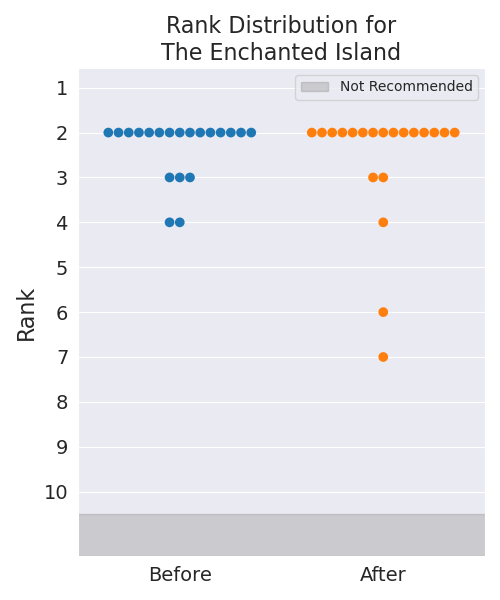 Rank Distribution for
The Enchanted Island
Not Recommended
1
2
3
4
5
6
7
8
9
10
Rank
Before After